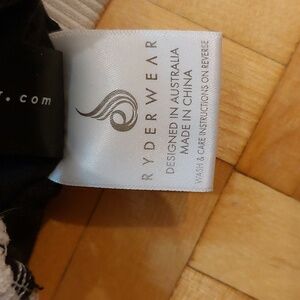 r.com
RYDERWEAR
DESIGNED IN AUSTRALIA
MADE IN CHINA
WASH & CARE INSTRUCTIONS ON REVERSE